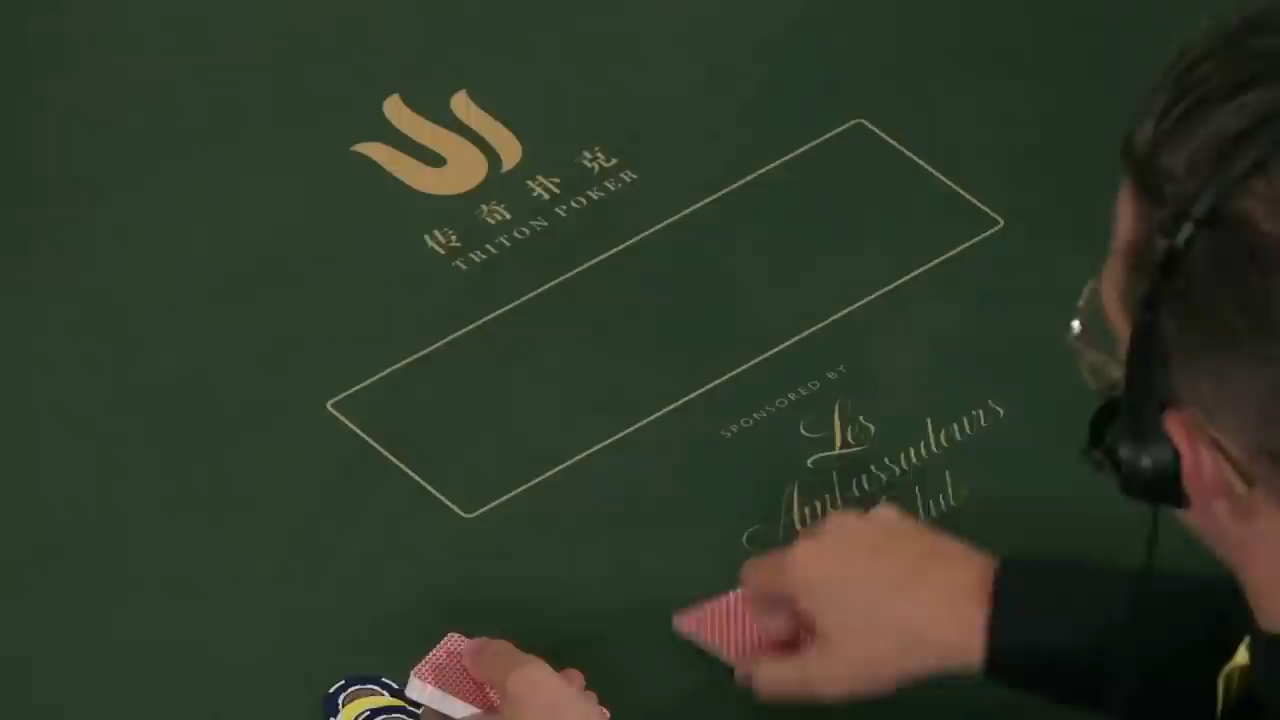 传奇扑克
TRITON POKER
SPONSORED BY
Les
Ambassadeurs